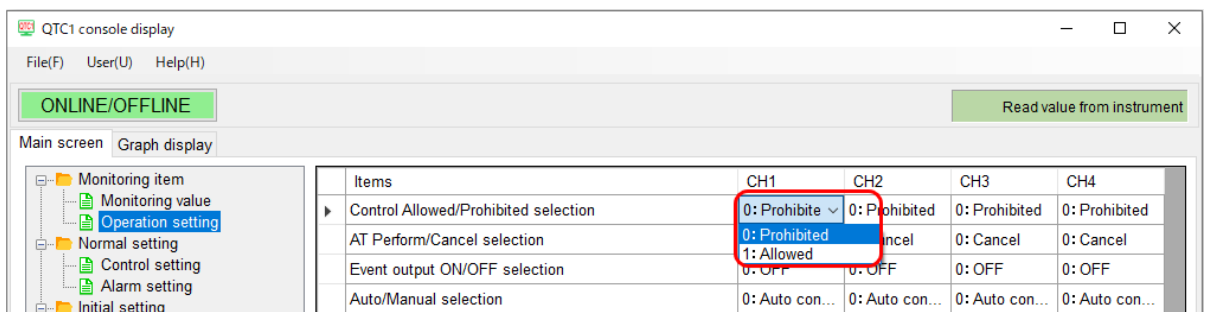 QTC1 console display
File(F) User(U) Help(H)
ONLINE/OFFLINE Read value from instrument
Main screen Graph display
Monitoring item
Monitoring value
Operation setting
Normal setting
Control setting
Alarm setting
Initial setting
Items CH1 CH2 CH3 CH4
Control Allowed/Prohibited selection 0: Prohibite 0: Prohibited 0: Prohibited 0: Prohibited
0: Prohibited
1: Allowed
AT Perform/Cancel selection 0: Cancel 0: Cancel
Event output ON/OFF selection 0: OFF 0: OFF 0: OFF 0: OFF
Auto/Manual selection 0: Auto con... 0: Auto con... 0: Auto con... 0: Auto con...